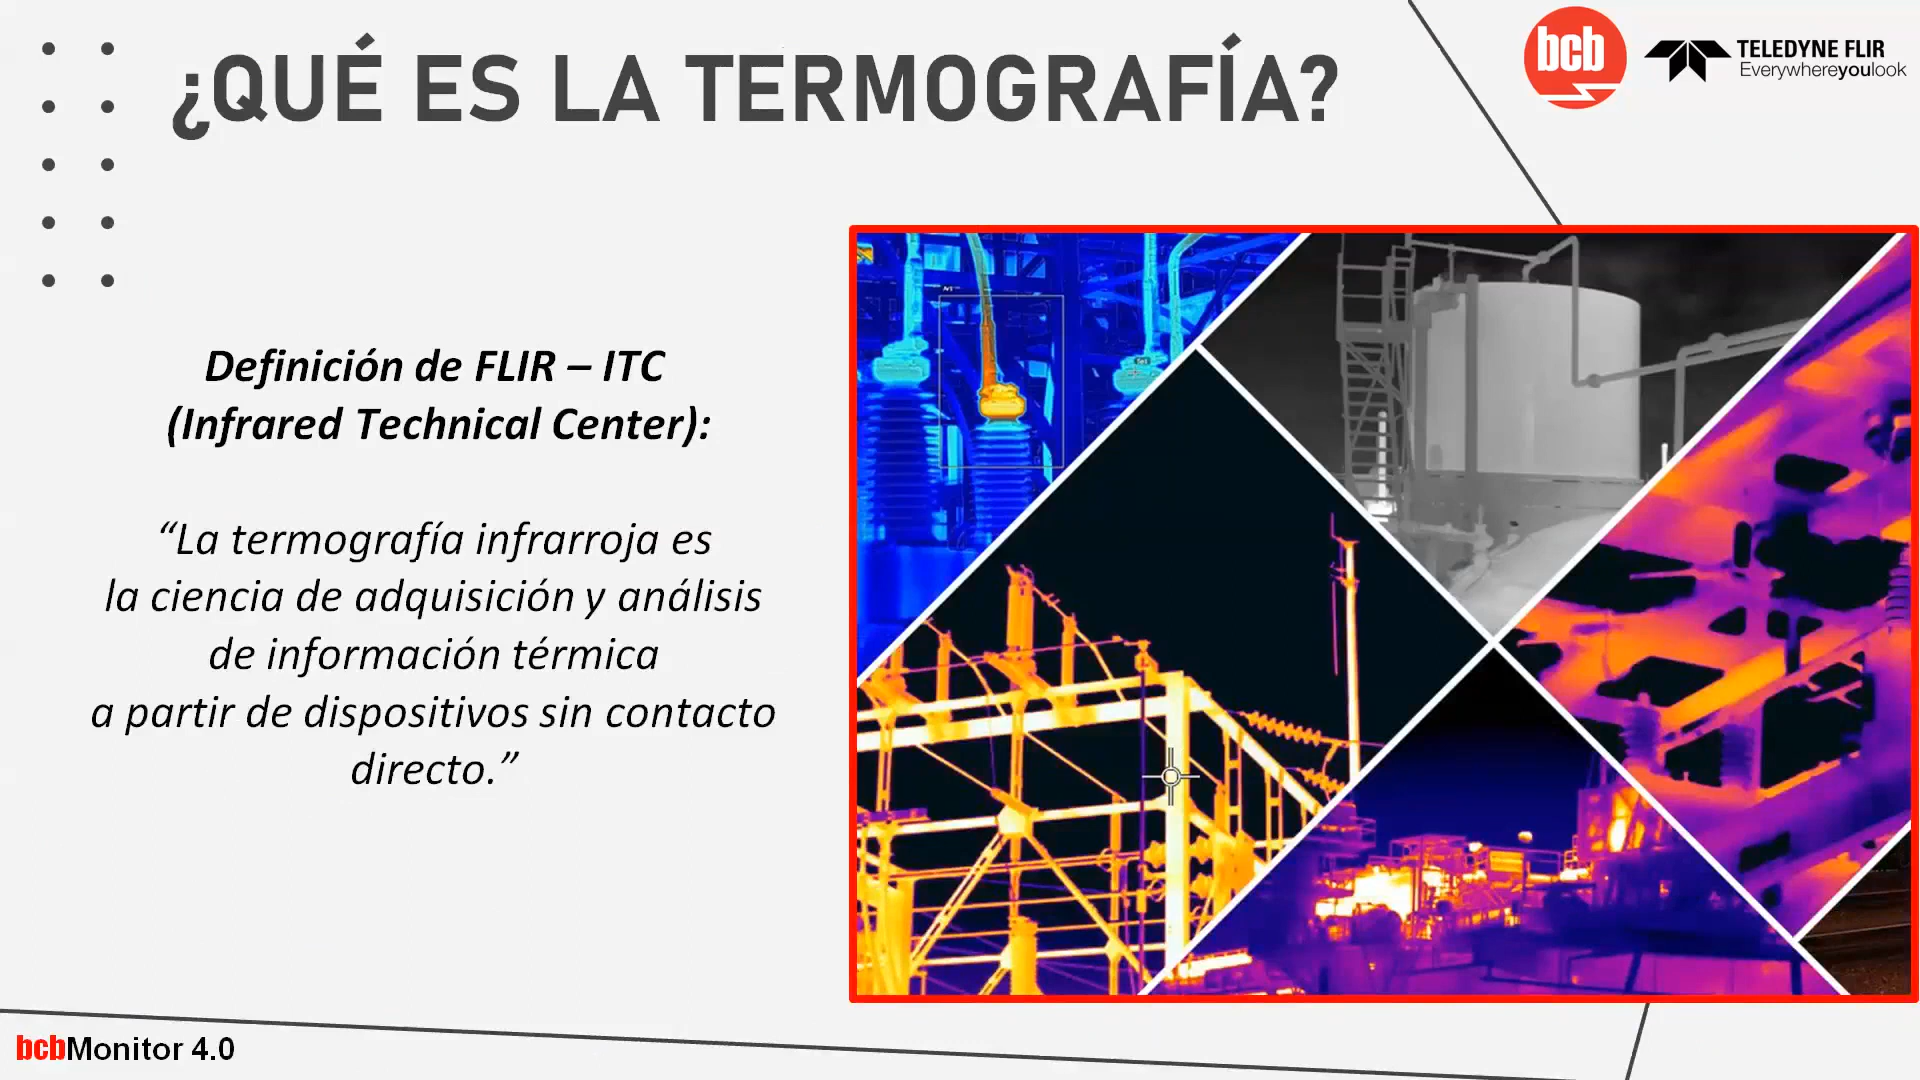 ¿QUÉ ES LA TERMOGRAFÍA?
bcb
TELEDYNE FLIR
Everywhereyoulook
Definición de FLIR – ITC
(Infrared Technical Center):
“La termografía infrarroja es
la ciencia de adquisición y análisis
de información térmica
a partir de dispositivos sin contacto
directo.”
bcbMonitor 4.0